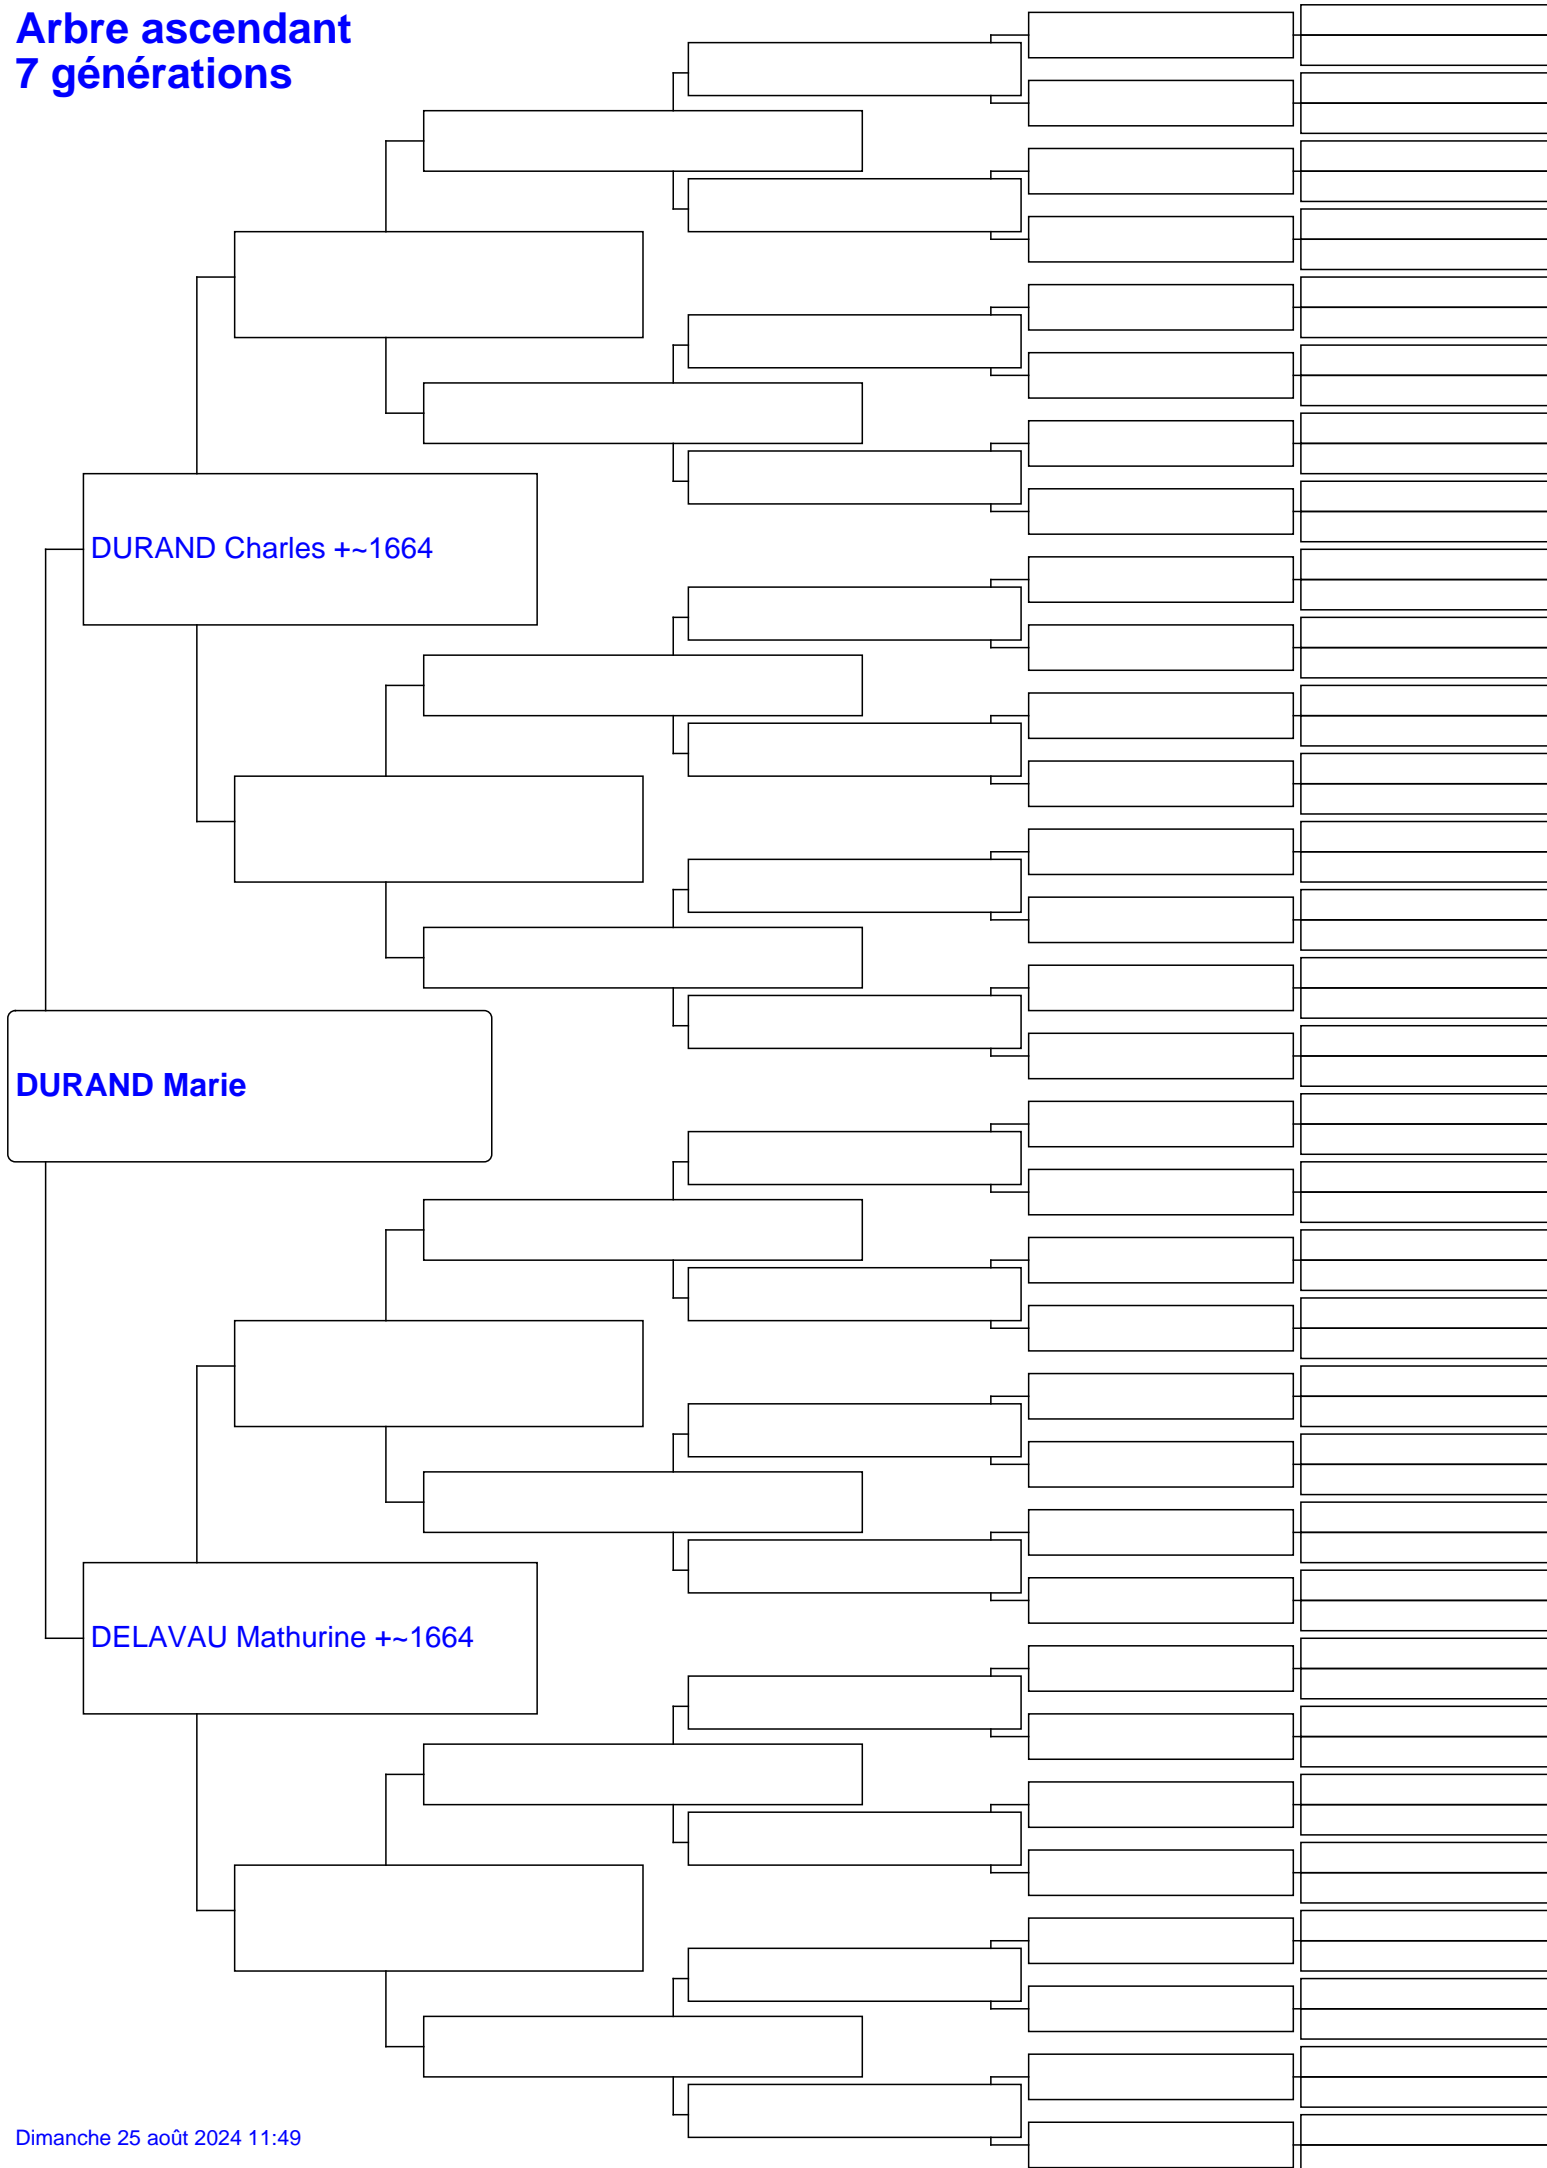 Arbre ascendant
7 générations
DURAND Charles +~1664
DURAND Marie
DELAVAU Mathurine +~1664
Dimanche 25 août 2024 11:49